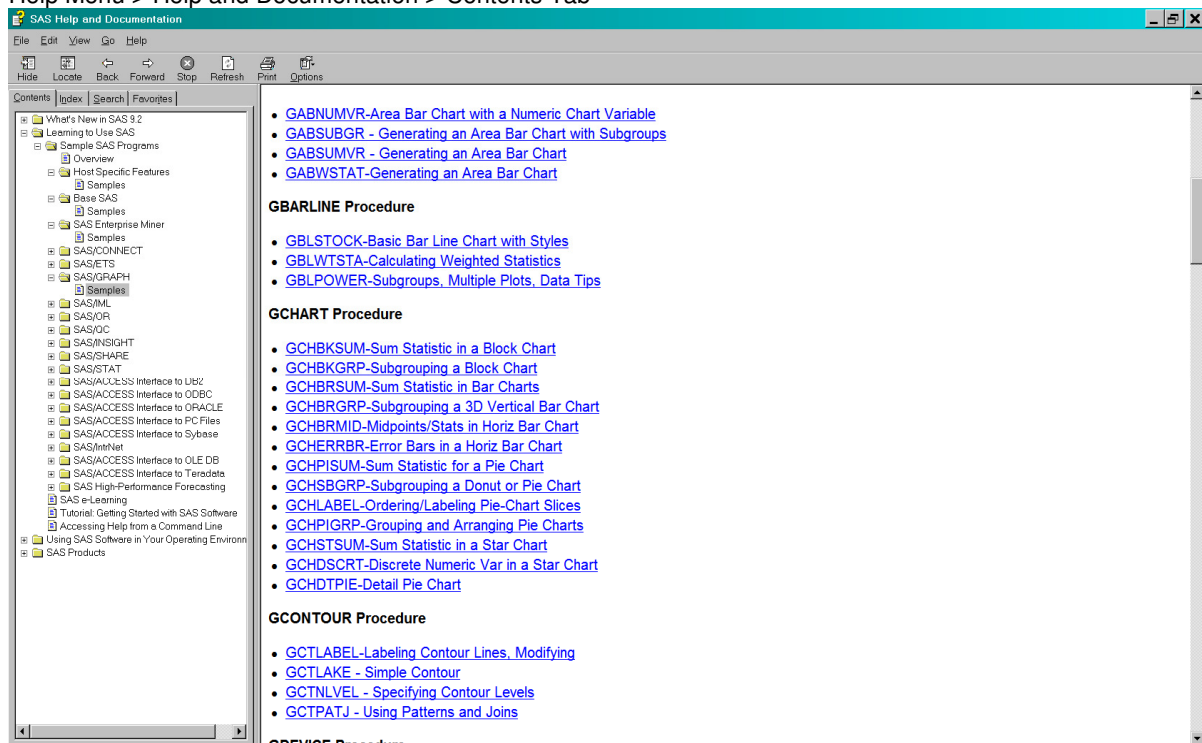 Help Menu > Help and Documentation > Contents Tab
SAS Help and Documentation
File Edit View Go Help
Hide Locate Back Forward Stop Refresh Print Options
Contents Index Search Favorites
What's New in SAS 9.2
Learning to Use SAS
Sample SAS Programs
Overview
Host Specific Features
Samples
Base SAS
Samples
SAS Enterprise Miner
Samples
SAS/CONNECT
SAS/ETS
SAS/GRAPH
Samples
SAS/IML
SAS/OR
SAS/QC
SAS/INSIGHT
SAS/SHARE
SAS/STAT
SAS/ACCESS Interface to DB2
SAS/ACCESS Interface to ODBC
SAS/ACCESS Interface to ORACLE
SAS/ACCESS Interface to PC Files
SAS/ACCESS Interface to Sybase
SAS/IntrNet
SAS/ACCESS Interface to OLE DB
SAS/ACCESS Interface to Teradata
SAS High-Performance Forecasting
SAS e-Learning
Tutorial: Getting Started with SAS Software
Accessing Help from a Command Line
Using SAS Software in Your Operating Environn
SAS Products
• GABNUMVR-Area Bar Chart with a Numeric Chart Variable
• GABSUBGR - Generating an Area Bar Chart with Subgroups
• GABSUMVR - Generating an Area Bar Chart
• GABWSTAT-Generating an Area Bar Chart
GBARLINE Procedure
• GBLSTOCK-Basic Bar Line Chart with Styles
• GBLWTSTA-Calculating Weighted Statistics
• GBLPOWER-Subgroups, Multiple Plots, Data Tips
GCHART Procedure
• GCHBKSUM-Sum Statistic in a Block Chart
• GCHBKGRP-Subgrouping a Block Chart
• GCHBRSUM-Sum Statistic in Bar Charts
• GCHBRGRP-Subgrouping a 3D Vertical Bar Chart
• GCHBRMID-Midpoints/Stats in Horiz Bar Chart
• GCHERRBR-Error Bars in a Horiz Bar Chart
• GCHPISUM-Sum Statistic for a Pie Chart
• GCHSBGRP-Subgrouping a Donut or Pie Chart
• GCHLABEL-Ordering/Labeling Pie-Chart Slices
• GCHPIGRP-Grouping and Arranging Pie Charts
• GCHSTSUM-Sum Statistic in a Star Chart
• GCHDSCRT-Discrete Numeric Var in a Star Chart
• GCHDTPIE-Detail Pie Chart
GCONTOUR Procedure
• GCTLABEL-Labeling Contour Lines, Modifying
• GCTLAKE - Simple Contour
• GCTNLVEL - Specifying Contour Levels
• GCTPATJ - Using Patterns and Joins
GDEVICE Procedure